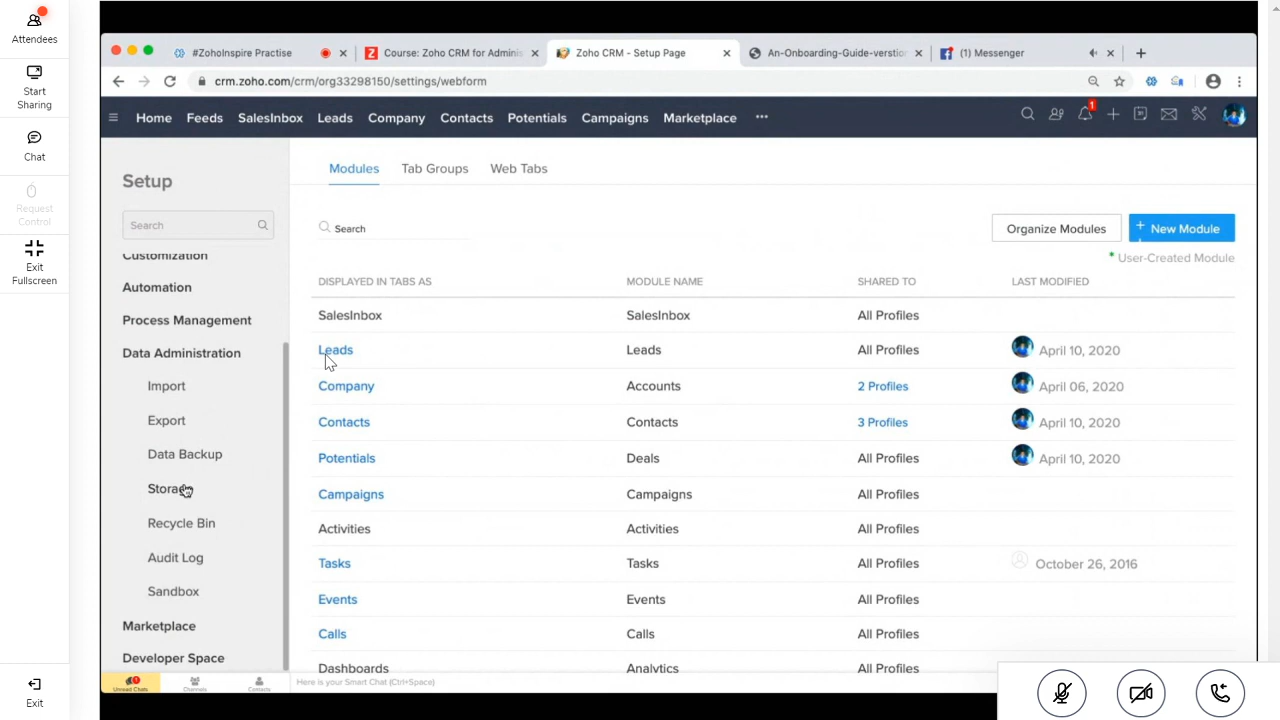 Attendees
Start
Sharing
Chat
Request
Control
Exit
Fullscreen
Exit
#ZohoInspire Practise
Course: Zoho CRM for Adminis
Zoho CRM - Setup Page
An-Onboarding-Guide-verstio
(1) Messenger
crm.zoho.com/crm/org33298150/settings/webform
Home Feeds SalesInbox Leads Company Contacts Potentials Campaigns Marketplace ••• 1
Setup
Search
Customization
Automation
Process Management
Data Administration
Import
Export
Data Backup
Storage
Recycle Bin
Audit Log
Sandbox
Marketplace
Developer Space
Modules Tab Groups Web Tabs
Search
Organize Modules
+ New Module
* User-Created Module
DISPLAYED IN TABS AS MODULE NAME SHARED TO LAST MODIFIED
SalesInbox SalesInbox All Profiles
Leads Leads All Profiles April 10, 2020
Company Accounts 2 Profiles April 06, 2020
Contacts Contacts 3 Profiles April 10, 2020
Potentials Deals All Profiles April 10, 2020
Campaigns Campaigns All Profiles
Activities Activities All Profiles
Tasks Tasks All Profiles October 26, 2016
Events Events All Profiles
Calls Calls All Profiles
Dashboards Analytics All Profiles
Unread Chats Channels Contacts Here is your Smart Chat (Ctrl+Space)